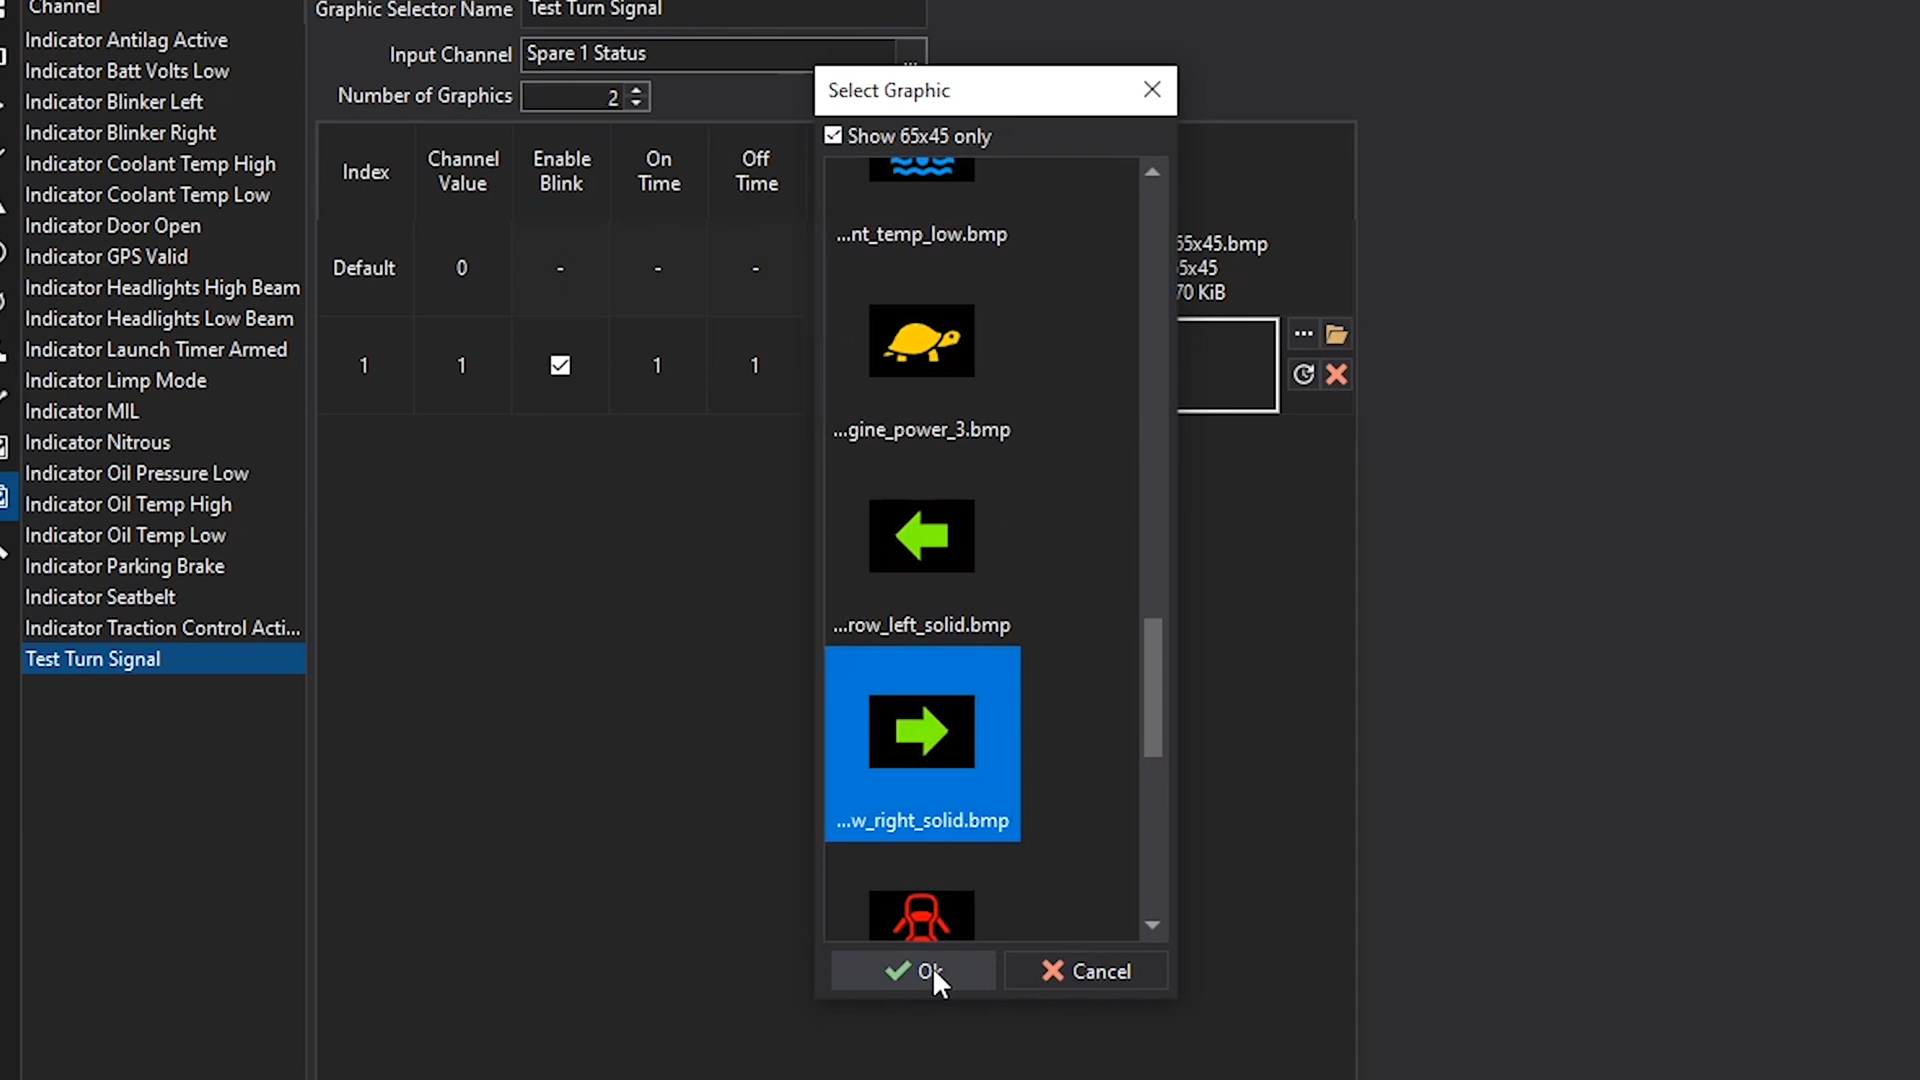 Channel
Indicator Antilag Active
Indicator Batt Volts Low
Indicator Blinker Left
Indicator Blinker Right
Indicator Coolant Temp High
Indicator Coolant Temp Low
Indicator Door Open
Indicator GPS Valid
Indicator Headlights High Beam
Indicator Headlights Low Beam
Indicator Launch Timer Armed
Indicator Limp Mode
Indicator MIL
Indicator Nitrous
Indicator Oil Pressure Low
Indicator Oil Temp High
Indicator Oil Temp Low
Indicator Parking Brake
Indicator Seatbelt
Indicator Traction Control Acti...
Test Turn Signal
Graphic Selector Name Test Turn Signal
Input Channel Spare 1 Status ...
Number of Graphics 2
Index Channel Value Enable Blink On Time Off Time
Default 0 - - -
1 1 1 1
55x45.bmp
5x45
70 KiB
...
Select Graphic
Show 65x45 only
...nt_temp_low.bmp
...gine_power_3.bmp
...row_left_solid.bmp
...w_right_solid.bmp
Ok Cancel